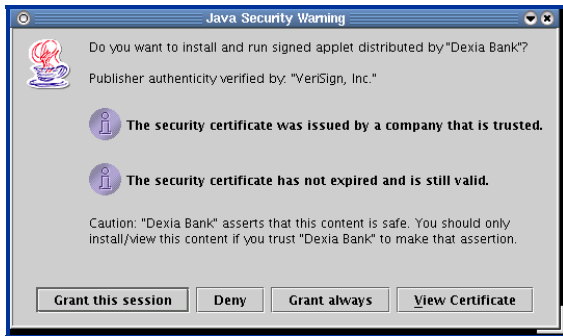 Java Security Warning
Do you want to install and run signed applet distributed by "Dexia Bank"?
Publisher authenticity verified by: "VeriSign, Inc."
The security certificate was issued by a company that is trusted.
The security certificate has not expired and is still valid.
Caution: "Dexia Bank" asserts that this content is safe. You should only
install/view this content if you trust "Dexia Bank" to make that assertion.
Grant this session Deny Grant always View Certificate